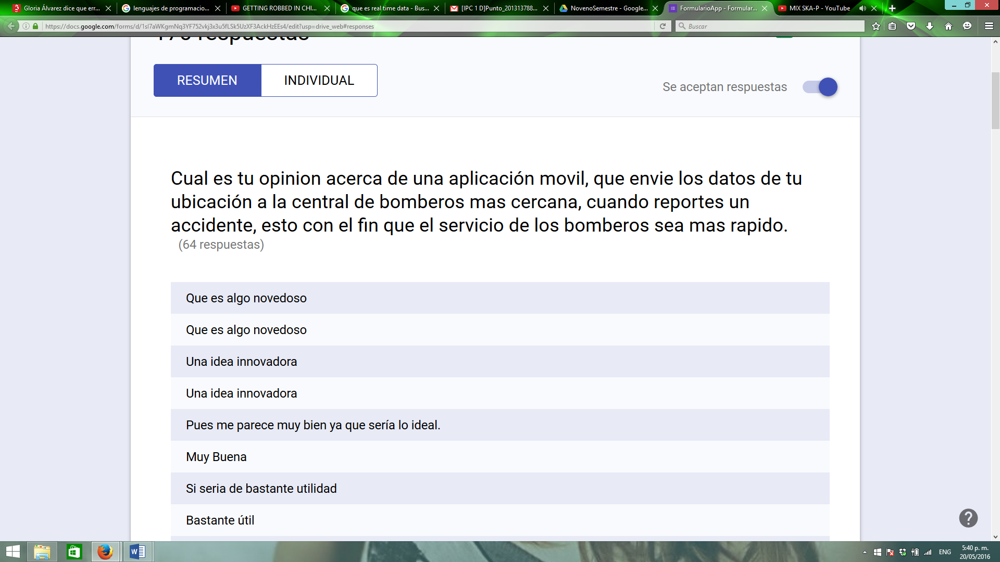 Gloria Álvarez dice que err...
lenguajes de programacio...
GETTING ROBBED IN CHI...
que es real time data - Bus...
[IPC 1 D]Punto_201313788...
NovenoSemestre - Google...
FormularioApp - Formular...
MIX SKA-P - YouTube
https://docs.google.com/forms/d/1sI7aWKgmNq3YF752vkj3x3u5fLSk5UzXF3AckHzEEs4/edit?usp=drive_web#responses
Buscar
respuestas
RESUMEN
INDIVIDUAL
Se aceptan respuestas
Cual es tu opinion acerca de una aplicación movil, que envie los datos de tu
ubicación a la central de bomberos mas cercana, cuando reportes un
accidente, esto con el fin que el servicio de los bomberos sea mas rapido.
(64 respuestas)
Que es algo novedoso
Que es algo novedoso
Una idea innovadora
Una idea innovadora
Pues me parece muy bien ya que sería lo ideal.
Muy Buena
Si seria de bastante utilidad
Bastante útil
ENG
5:40 p. m.
20/05/2016